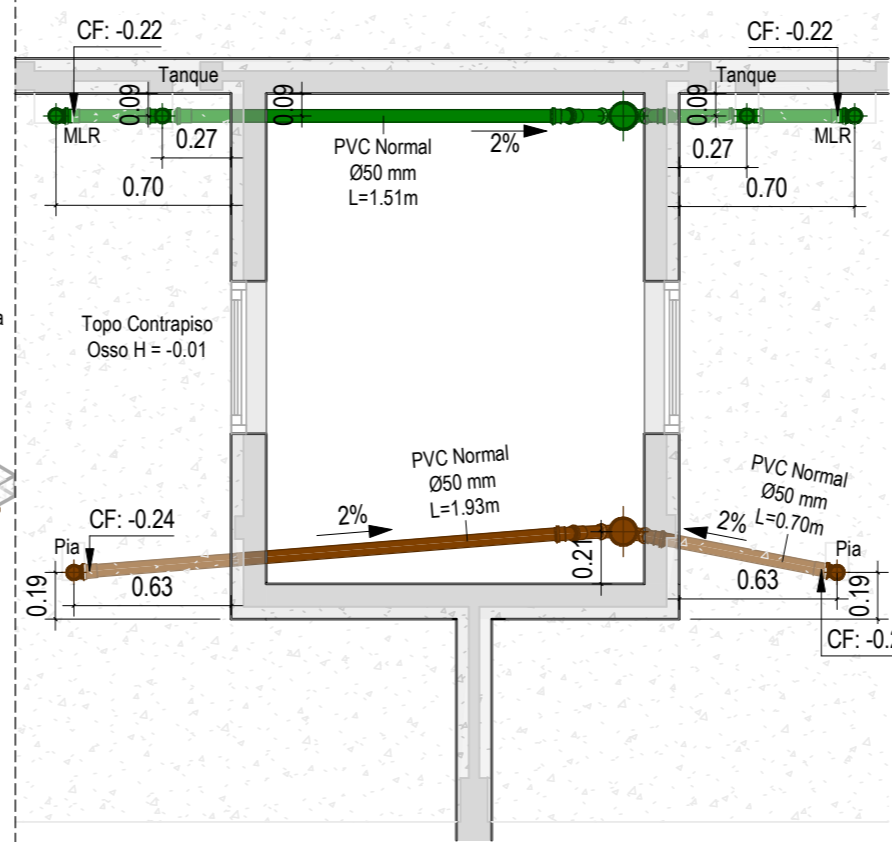 CF: -0.22
CF: -0.22
Tanque
Tanque
0.09
0.09
0.09
MLR
MLR
0.27
0.27
PVC Normal
Ø50 mm
L=1.51m
2%
0.70
0.70
Topo Contrapiso
Osso H = -0.01
PVC Normal
Ø50 mm
L=1.93m
2%
PVC Normal
Ø50 mm
L=0.70m
2%
CF: -0.24
Pia
Pia
0.21
0.63
0.63
0.19
0.19
CF: -0.2